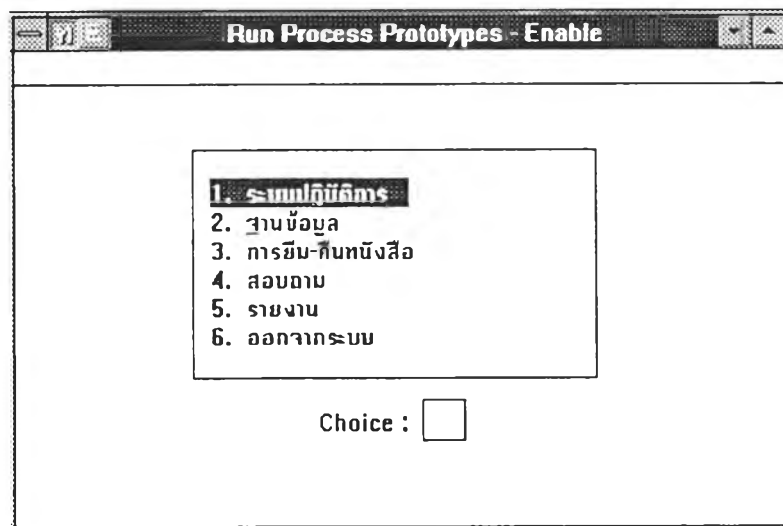 Run Process Prototypes - Enable
1. ระบบปฏิบัติการ
2. ฐานข้อมูล
3. การยืม-คืนหนังสือ
4. สอบถาม
5. รายงาน
6. ออกจากระบบ
Choice :